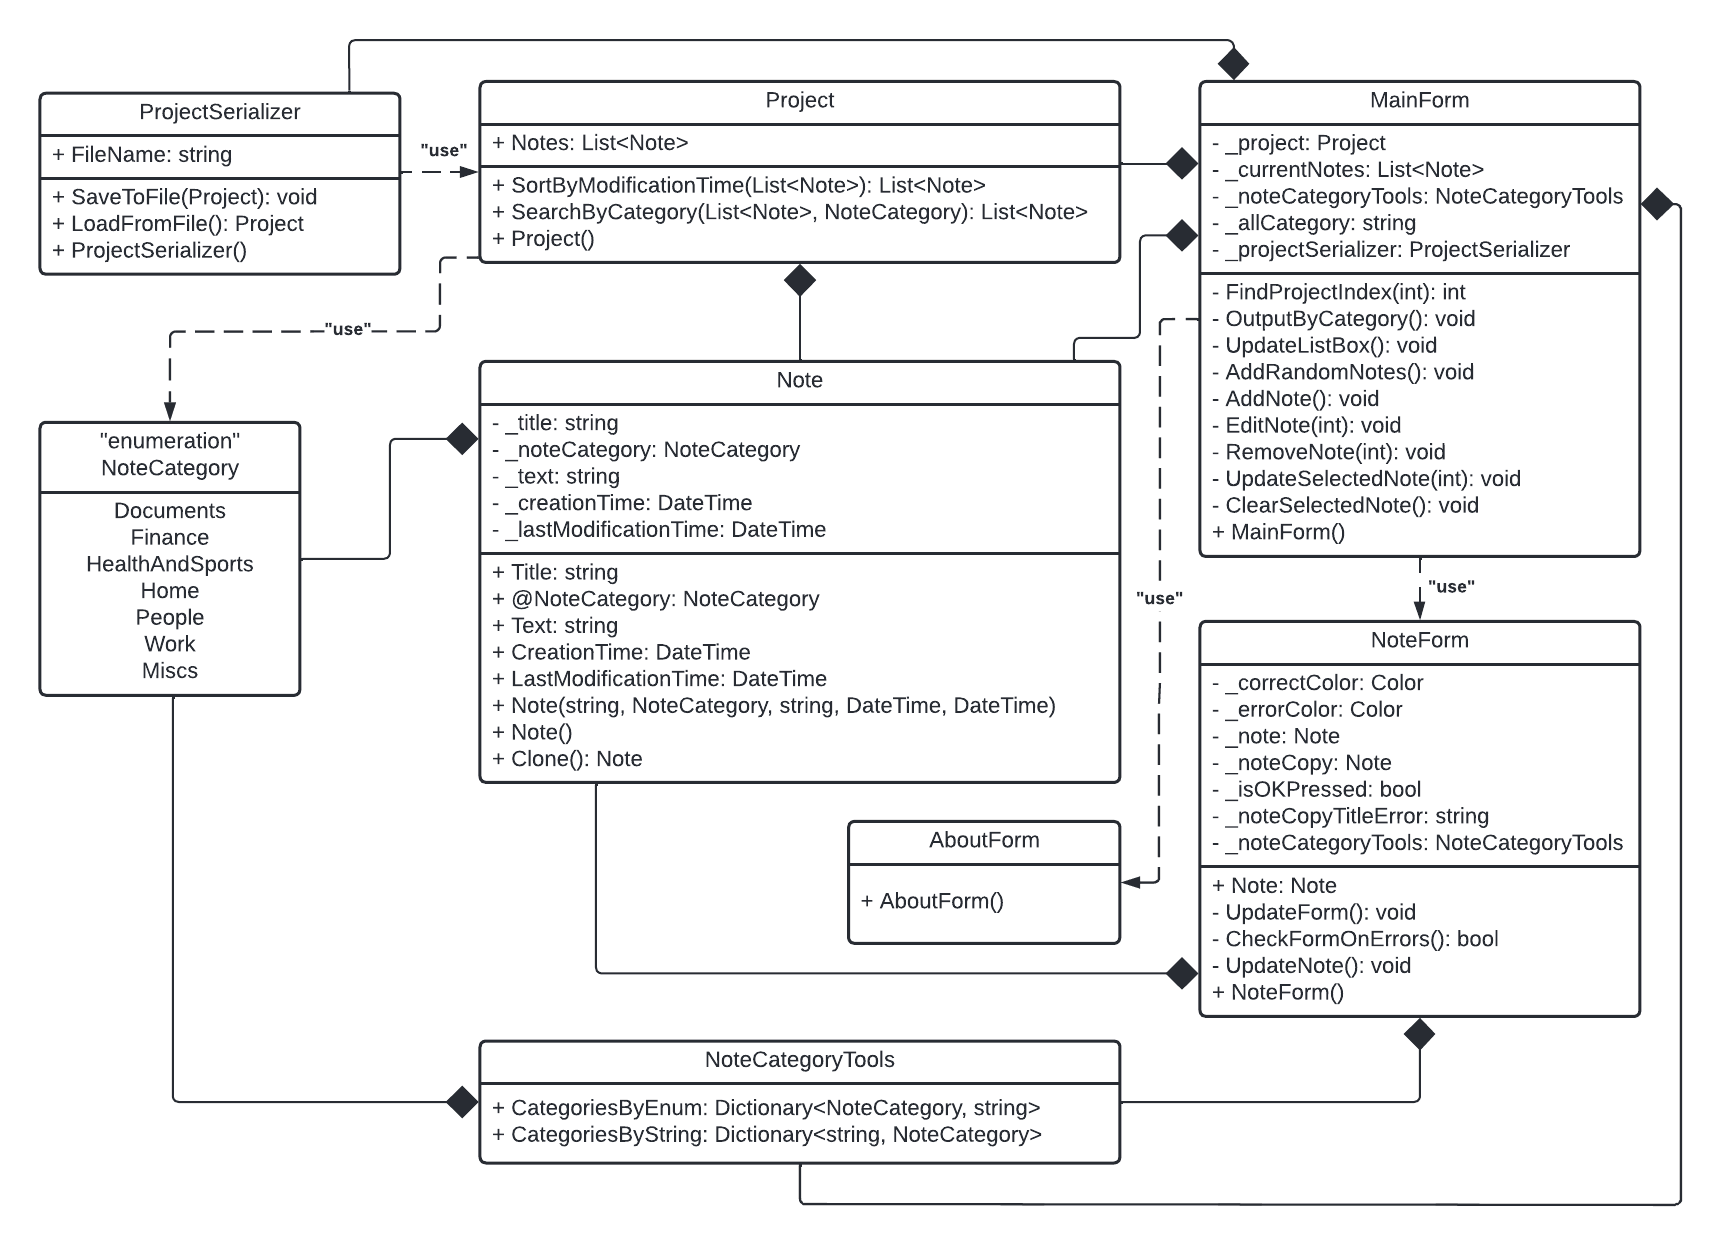 ProjectSerializer
+ FileName: string
+ SaveToFile(Project): void
+ LoadFromFile(): Project
+ ProjectSerializer()
"use"
Project
+ Notes: List<Note>
+ SortByModificationTime(List<Note>): List<Note>
+ SearchByCategory(List<Note>, NoteCategory): List<Note>
+ Project()
MainForm
- _project: Project
- _currentNotes: List<Note>
- _noteCategoryTools: NoteCategoryTools
- _allCategory: string
- _projectSerializer: ProjectSerializer
- FindProjectIndex(int): int
- OutputByCategory(): void
- UpdateListBox(): void
- AddRandomNotes(): void
- AddNote(): void
- EditNote(int): void
- RemoveNote(int): void
- UpdateSelectedNote(int): void
- ClearSelectedNote(): void
+ MainForm()
"use"
"enumeration"
NoteCategory
Documents
Finance
HealthAndSports
Home
People
Work
Miscs
Note
- _title: string
- _noteCategory: NoteCategory
- _text: string
- _creationTime: DateTime
- _lastModificationTime: DateTime
+ Title: string
+ @NoteCategory: NoteCategory
+ Text: string
+ CreationTime: DateTime
+ LastModificationTime: DateTime
+ Note(string, NoteCategory, string, DateTime, DateTime)
+ Note()
+ Clone(): Note
"use"
"use"
NoteForm
- _correctColor: Color
- _errorColor: Color
- _note: Note
- _noteCopy: Note
- _isOKPressed: bool
- _noteCopyTitleError: string
- _noteCategoryTools: NoteCategoryTools
+ Note: Note
- UpdateForm(): void
- CheckFormOnErrors(): bool
- UpdateNote(): void
+ NoteForm()
AboutForm
+ AboutForm()
NoteCategoryTools
+ CategoriesByEnum: Dictionary<NoteCategory, string>
+ CategoriesByString: Dictionary<string, NoteCategory>